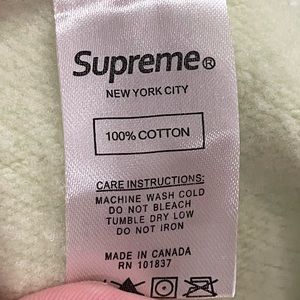 Supreme®
NEW YORK CITY
100% COTTON
CARE INSTRUCTIONS:
MACHINE WASH COLD
DO NOT BLEACH
TUMBLE DRY LOW
DO NOT IRON
MADE IN CANADA
RN 101837